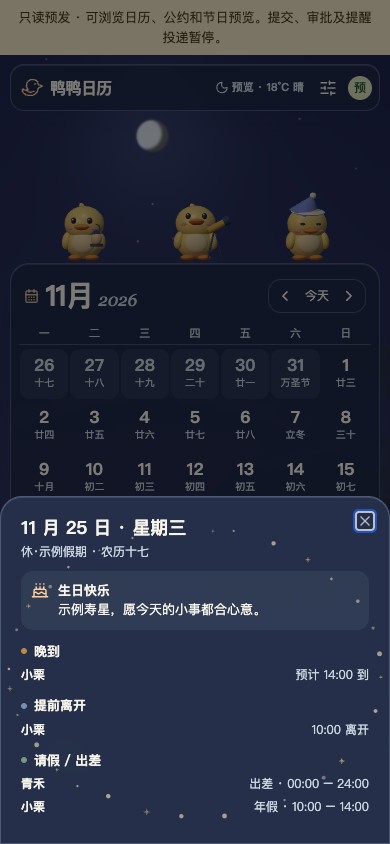 只读预发 · 可浏览日历、公约和节日预览。提交、审批及提醒
投递暂停。
鸭鸭日历
预览 · 18°C 晴
预
11月 2026
今天
一 二 三 四 五 六 日
26 27 28 29 30 31 1
十七 十八 十九 二十 廿一 万圣节 廿三
2 3 4 5 6 7 8
廿四 廿五 廿六 廿七 廿八 立冬 三十
9 10 11 12 13 14 15
十月 初二 初三 初四 初五 初六 初七
11 月 25 日 · 星期三
休·示例假期 · 农历十七
生日快乐
示例寿星，愿今天的小事都合心意。
晚到
小栗 预计 14:00 到
提前离开
小栗 10:00 离开
请假 / 出差
青禾 出差 · 00:00 – 24:00
小栗 年假 · 10:00 – 14:00